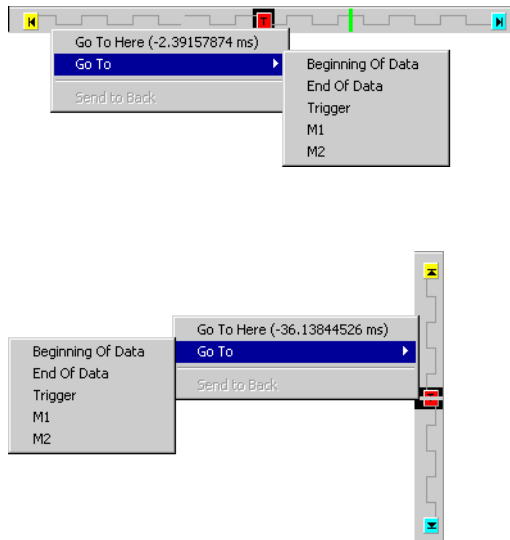 T
Go To Here (-2.39157874 ms)
Go To
Send to Back
Beginning Of Data
End Of Data
Trigger
M1
M2
Go To Here (-36.13844526 ms)
Go To
Send to Back
Beginning Of Data
End Of Data
Trigger
M1
M2